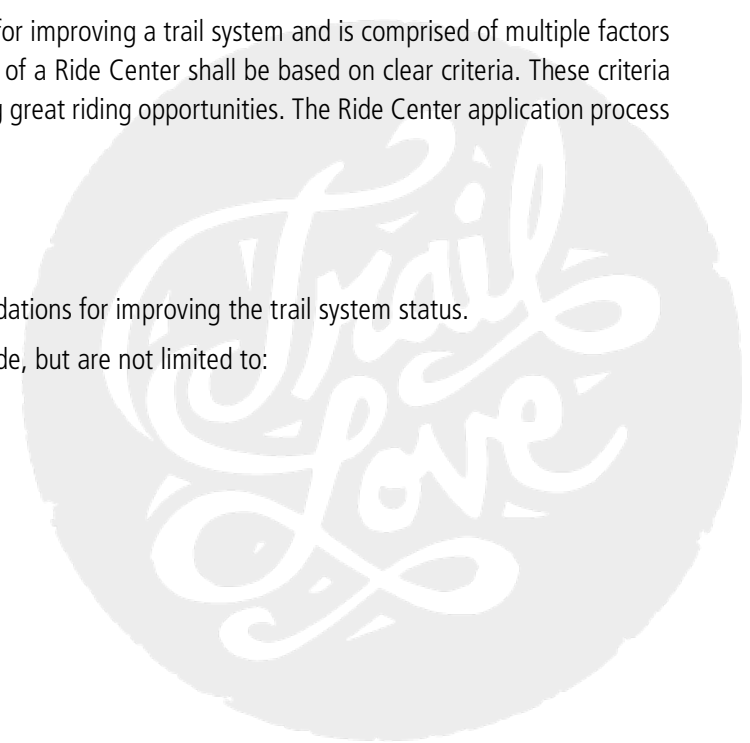 for improving a trail system and is comprised of multiple factors
of a Ride Center shall be based on clear criteria. These criteria
g great riding opportunities. The Ride Center application process
dations for improving the trail system status.
de, but are not limited to:
Trail
Love